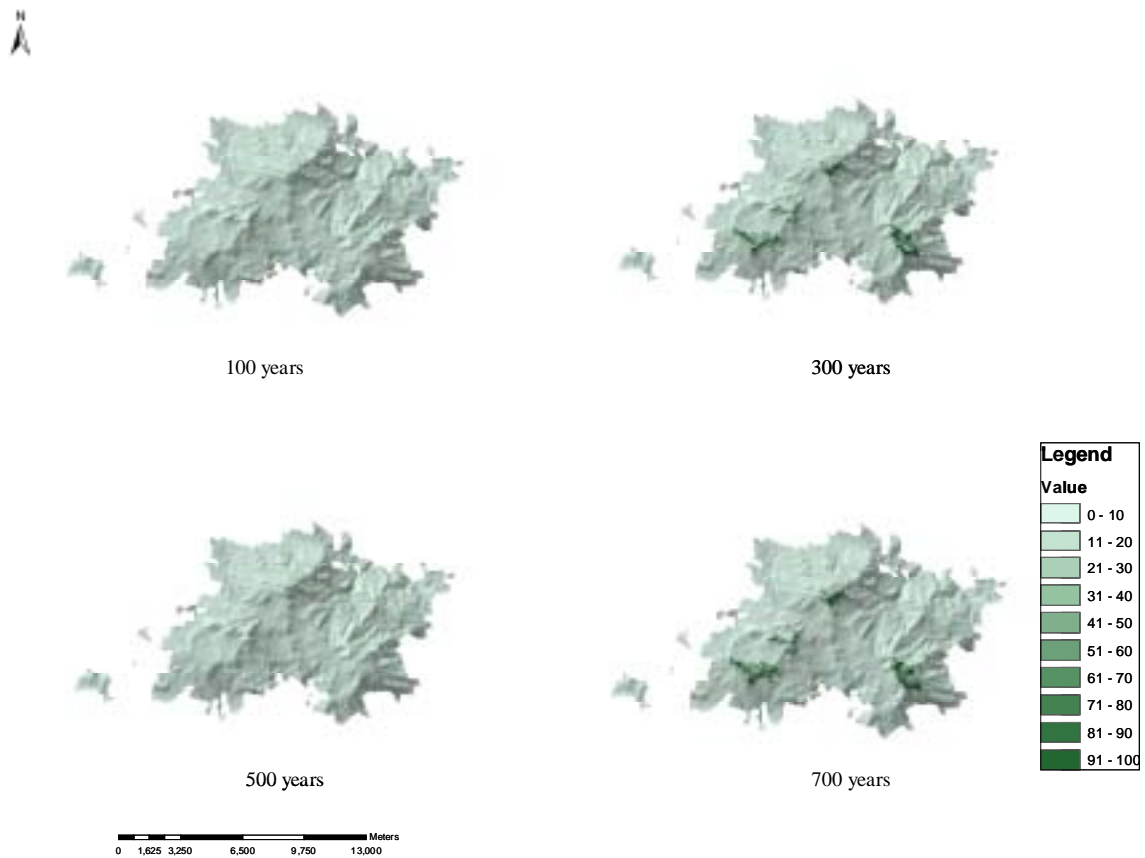 N
100 years
300 years
Legend
Value
0 - 10
11 - 20
21 - 30
31 - 40
41 - 50
51 - 60
61 - 70
71 - 80
81 - 90
91 - 100
500 years
700 years
Meters
0 1,625 3,250 6,500 9,750 13,000